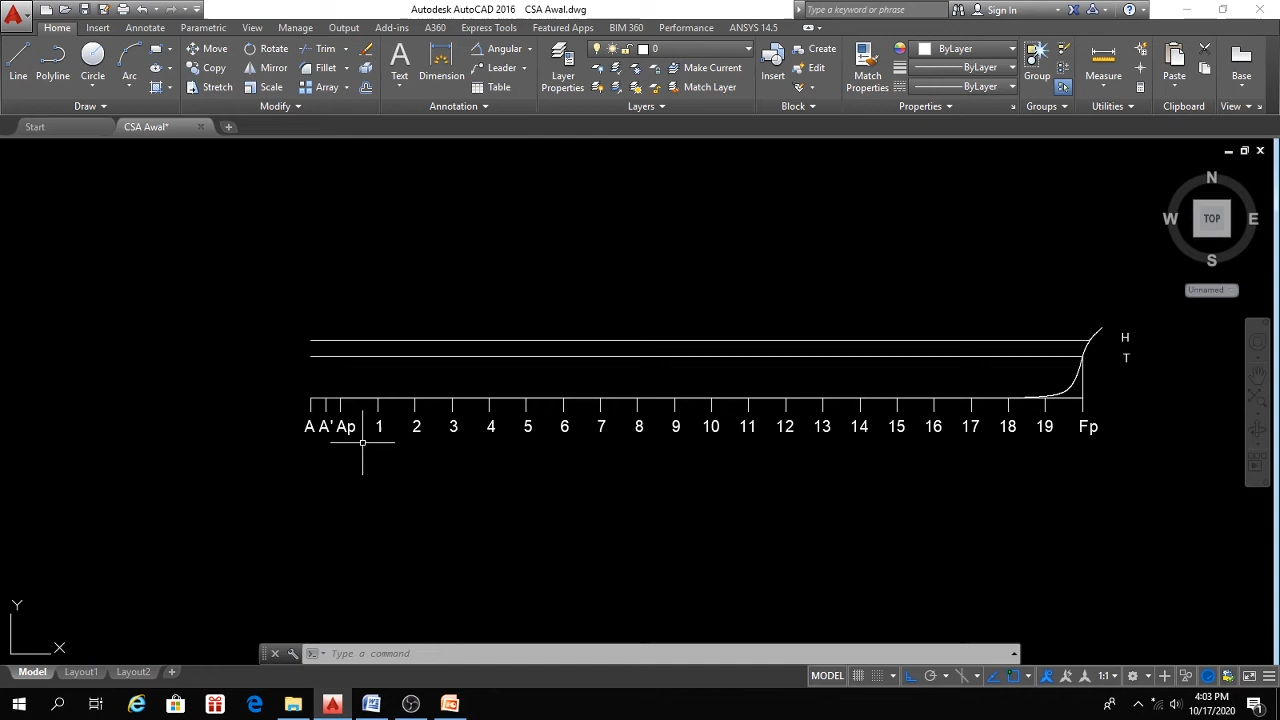 Autodesk AutoCAD 2016 CSA Awal.dwg
Type a keyword or phrase
Sign In
Home Insert Annotate Parametric View Manage Output Add-ins A360 Express Tools Featured Apps BIM 360 Performance ANSYS 14.5
Line Polyline Circle Arc
Move Rotate Trim
Copy Mirror Fillet
Stretch Scale Array
Text Dimension
Angular
Leader
Table
Layer Properties
0
Make Current
Match Layer
Insert
Create
Edit
Match Properties
ByLayer
ByLayer
ByLayer
Group
Measure
Paste
Base
Draw Modify Annotation Layers Block Properties Groups Utilities Clipboard View
Start CSA Awal*
N
W TOP E
S
Unnamed
H
T
A A' Ap 1 2 3 4 5 6 7 8 9 10 11 12 13 14 15 16 17 18 19 Fp
Y
X
Type a command
Model Layout1 Layout2
MODEL 1:1
4:03 PM
10/17/2020
1